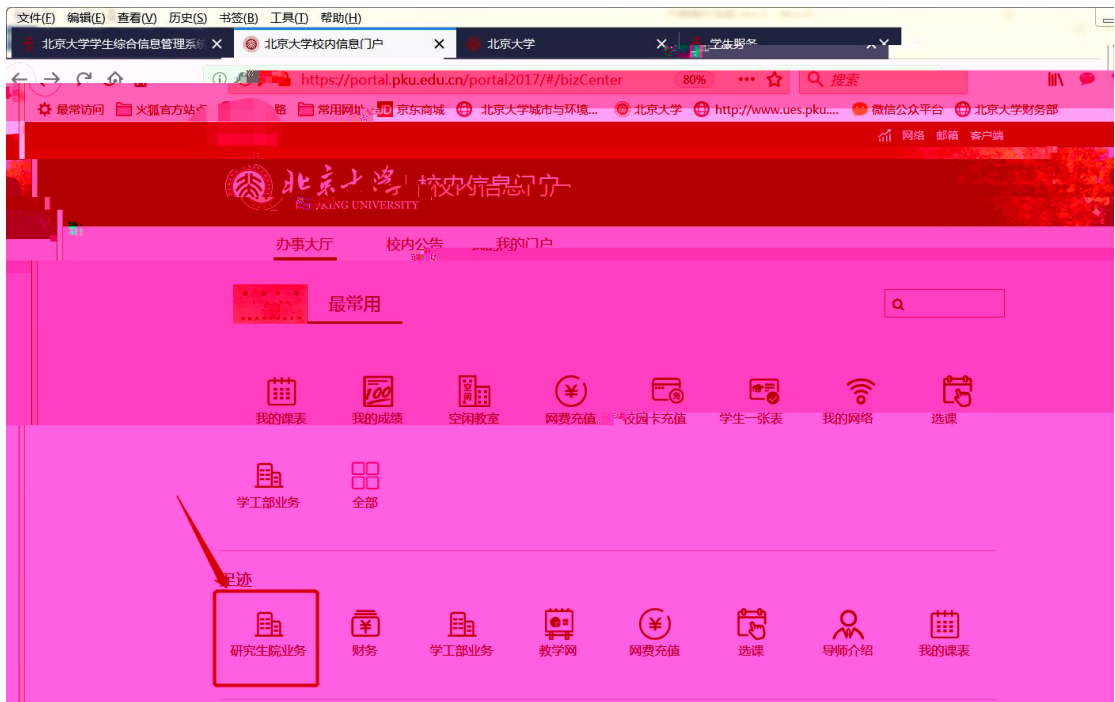 文件(F) 编辑(E) 查看(V) 历史(S) 书签(B) 工具(T) 帮助(H)
北京大学学生综合信息管理系统 北京大学校内信息门户 北京大学
https://portal.pku.edu.cn/portal2017/#/bizCenter 80% 搜索
最常访问 火狐官方站点 常用网址 京东商城 北京大学城市与环境... 北京大学 http://www.ues.pku.... 微信公众平台 北京大学财务部
网络 邮箱 客户端
北京大学 校内信息门户
PEKING UNIVERSITY
办事大厅 校内公告 我的门户
最常用
我的课表 我的成绩 空闲教室 网费充值 校园卡充值 学生一张表 我的网络 选课
学工部业务 全部
足迹
研究生院业务 财务 学工部业务 教学网 网费充值 选课 导师介绍 我的课表